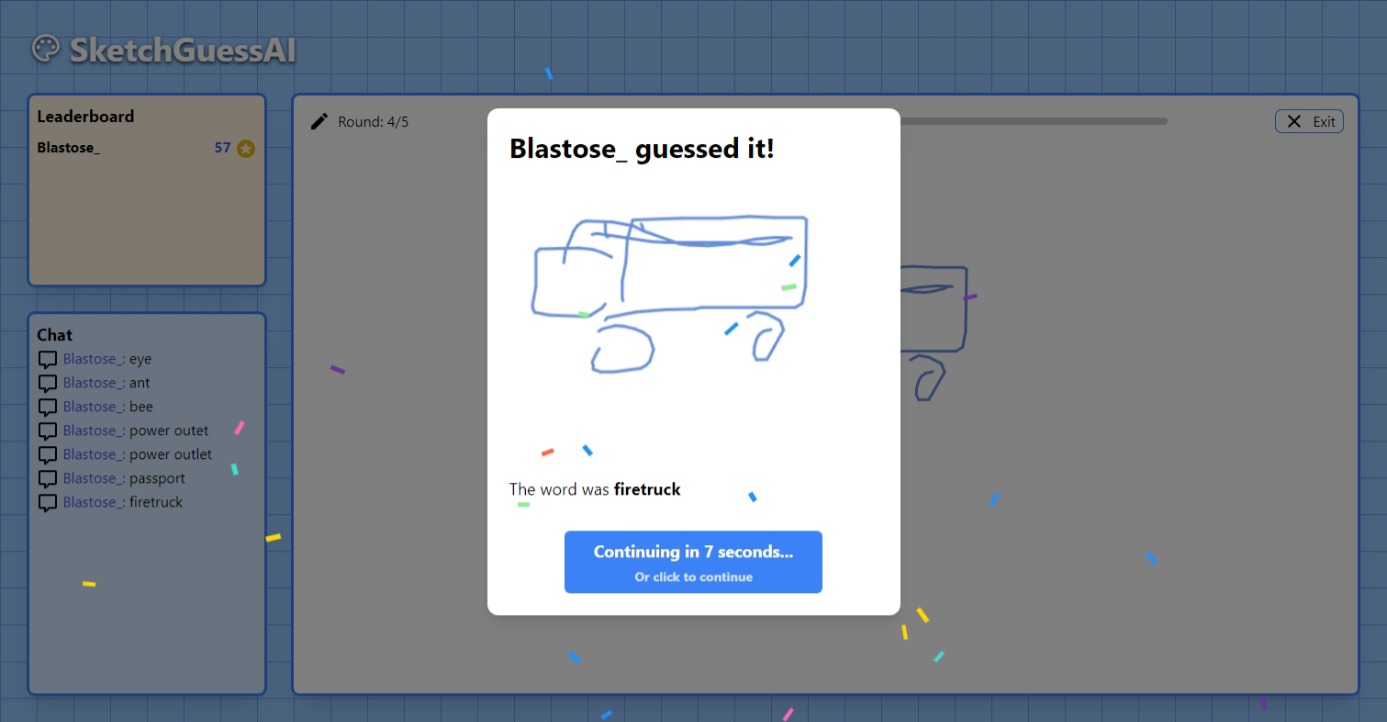 SketchGuessAI
Leaderboard
Blastose_ 57
Chat
Blastose_: eye
Blastose_: ant
Blastose_: bee
Blastose_: power outet
Blastose_: power outlet
Blastose_: passport
Blastose_: firetruck
Round: 4/5
Exit
Blastose_ guessed it!
The word was firetruck
Continuing in 7 seconds...
Or click to continue